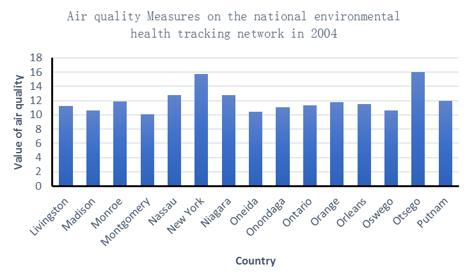 Air quality Measures on the national environmental
health tracking network in 2004
18
16
14
12
10
8
6
4
2
0
Value of air quality
Livingston
Madison
Monroe
Montgomery
Nassau
New York
Niagara
Oneida
Onondaga
Ontario
Orange
Orleans
Oswego
Otsego
Putnam
Country